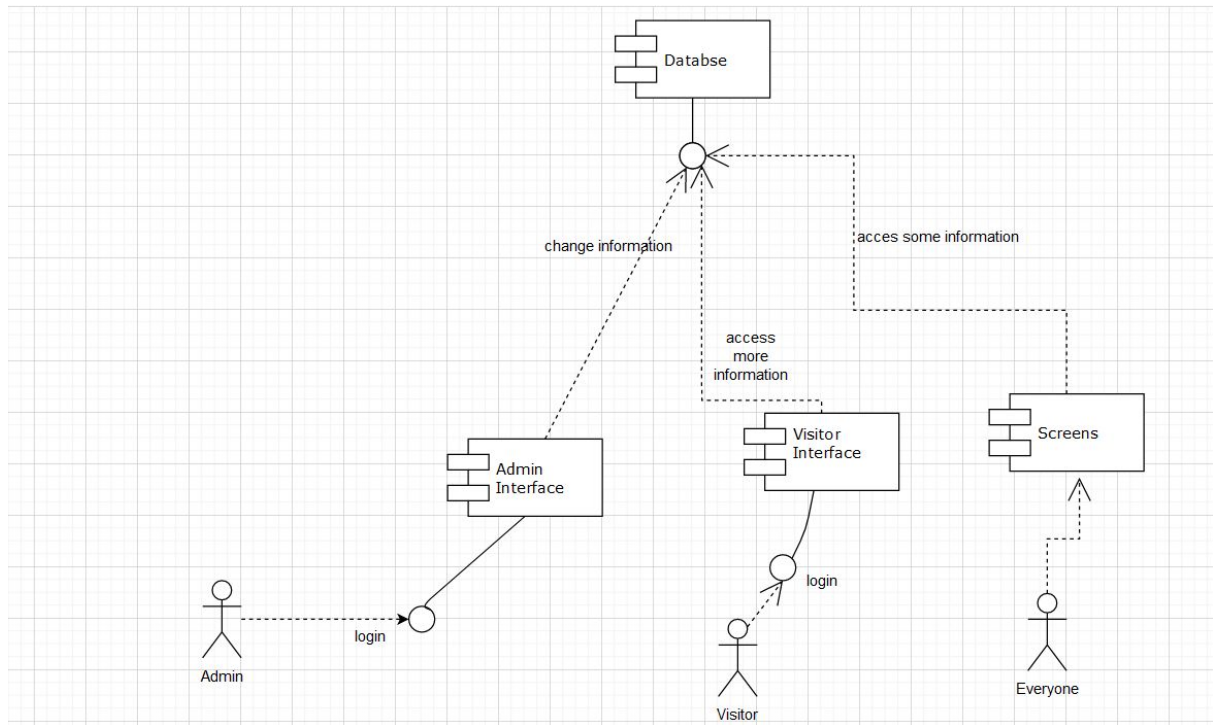 Databse
change information
acces some information
access
more
information
Visitor
Interface
Screens
Admin
Interface
login
login
Admin
Visitor
Everyone